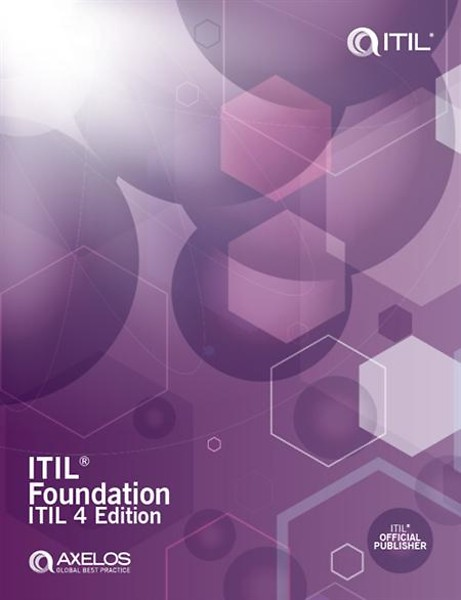 ITIL®
ITIL®
Foundation
ITIL 4 Edition
AXELOS
GLOBAL BEST PRACTICE
ITIL®
OFFICIAL
PUBLISHER